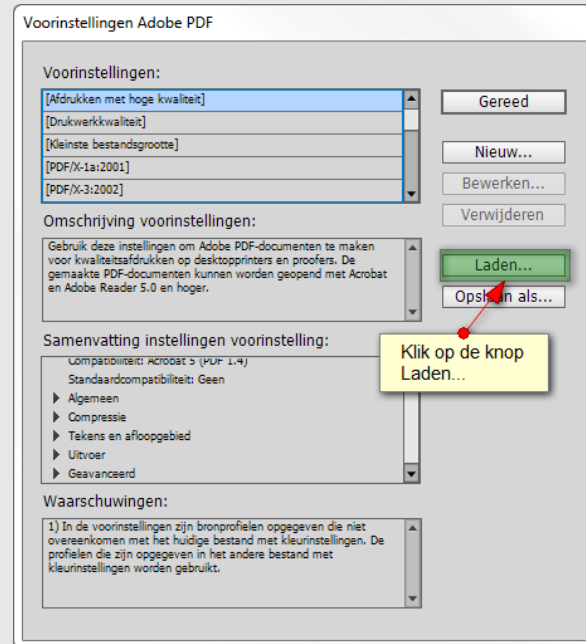 Voorinstellingen Adobe PDF
Voorinstellingen:
[Afdrukken met hoge kwaliteit]
[Drukwerkkwaliteit]
[Kleinste bestandsgrootte]
[PDF/X-1a:2001]
[PDF/X-3:2002]
Gereed
Nieuw...
Bewerken...
Verwijderen
Laden...
Opslaan als...
Omschrijving voorinstellingen:
Gebruik deze instellingen om Adobe PDF-documenten te maken
voor kwaliteitsafdrukken op desktopprinters en proofers. De
gemaakte PDF-documenten kunnen worden geopend met Acrobat
en Adobe Reader 5.0 en hoger.
Klik op de knop
Laden...
Samenvatting instellingen voorinstelling:
Compatibiliteit: Acrobat 5 (PDF 1.4)
Standaardcompatibiliteit: Geen
Algemeen
Compressie
Tekens en afloopgebied
Uitvoer
Geavanceerd
Waarschuwingen:
1) In de voorinstellingen zijn bronprofielen opgegeven die niet
overeenkomen met het huidige bestand met kleurinstellingen. De
profielen die zijn opgegeven in het andere bestand met
kleurinstellingen worden gebruikt.